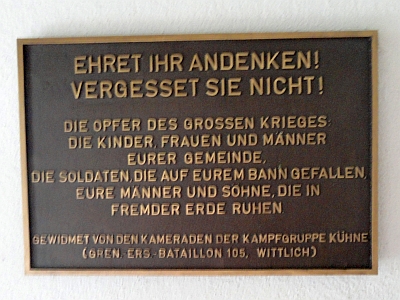 EHRET IHR ANDENKEN!
VERGESSET SIE NICHT!
DIE OPFER DES GROSSEN KRIEGES:
DIE KINDER, FRAUEN UND MÄNNER
EURER GEMEINDE,
DIE SOLDATEN, DIE AUF EUREM BANN GEFALLEN,
EURE MÄNNER UND SÖHNE, DIE IN
FREMDER ERDE RUHEN
GEWIDMET VON DEN KAMERADEN DER KAMPFGRUPPE KÜHNE
(GREN. ERS.-BATAILLON 105, WITTLICH)